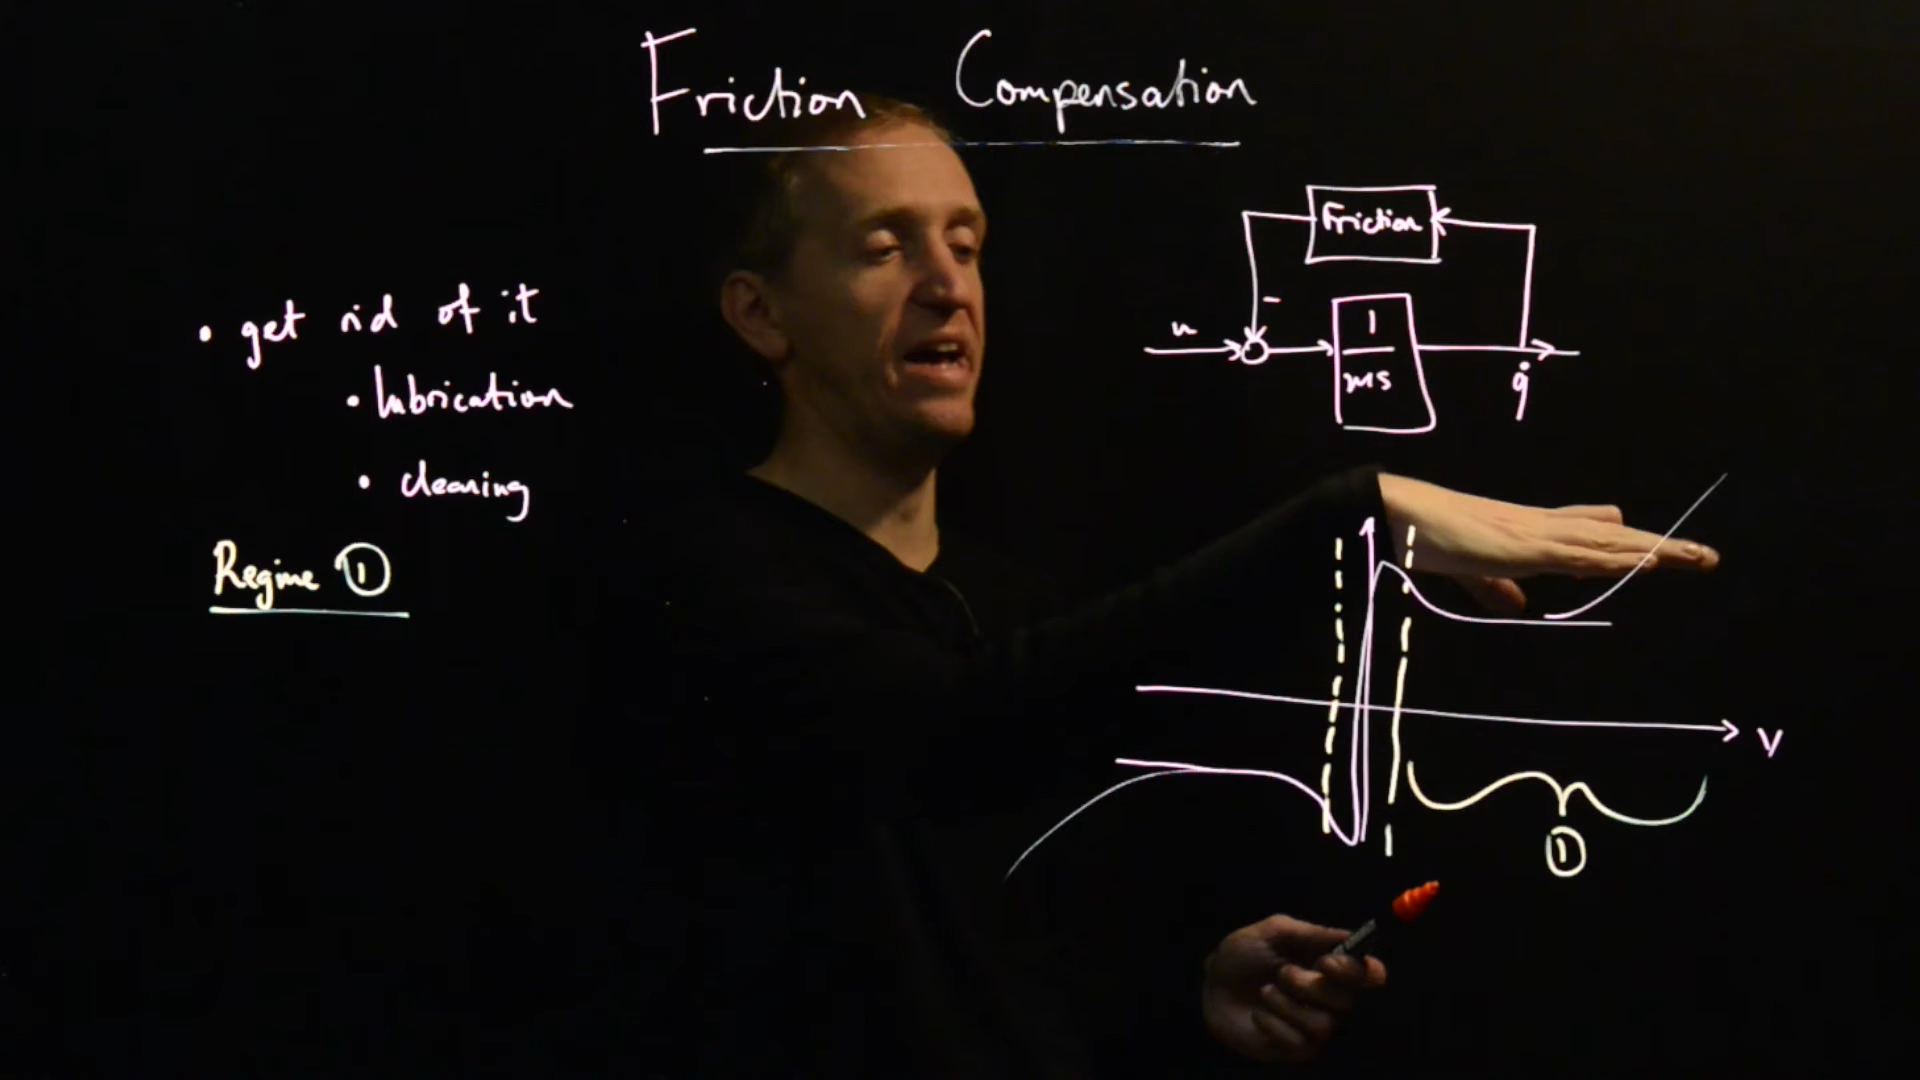 Friction Compensation
Friction
-
u
1
ms
q̇
• get rid of it
• lubrication
• cleaning
Regime ①
v
①